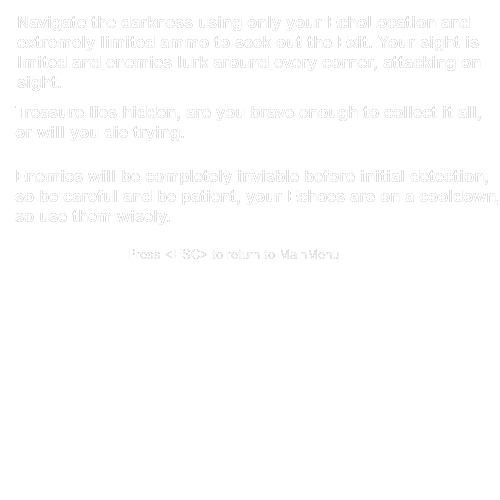 Navigate the darkness using only your Echolocation and
extremely limited ammo to seek out the Exit. Your sight is
lmited and enemies lurk around every corner, attacking on
sight.
Treasure lies hidden, are you brave enough to collect it all,
or will you die trying.
Enemies will be completely invisble before initial detection,
so be careful and be patient, your Echoes are on a cooldown,
so use them wisely.
Press <ESC> to return to MainMenu